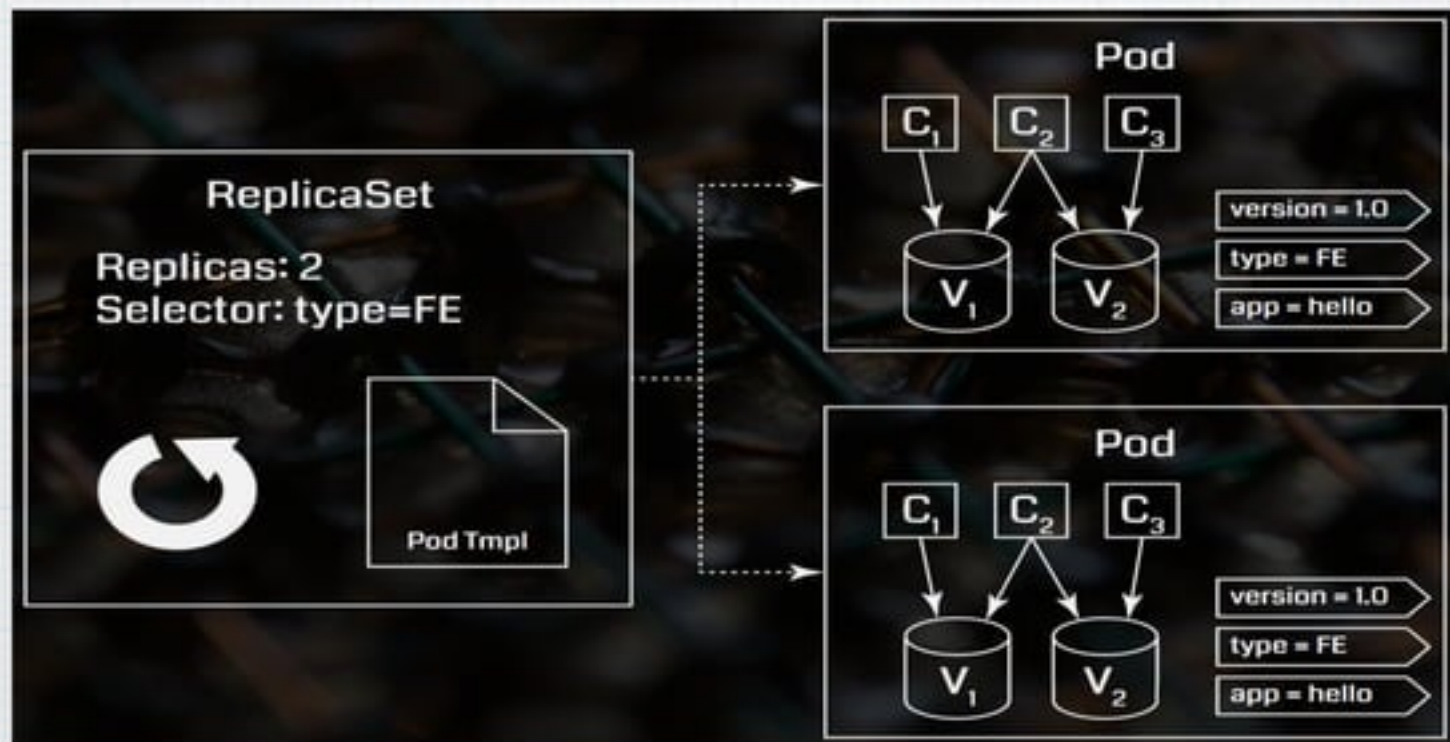 ReplicaSet
Replicas: 2
Selector: type=FE
Pod Tmpl
Pod
C₁ C₂ C₃
V₁ V₂
version = 1.0
type = FE
app = hello
Pod
C₁ C₂ C₃
V₁ V₂
version = 1.0
type = FE
app = hello